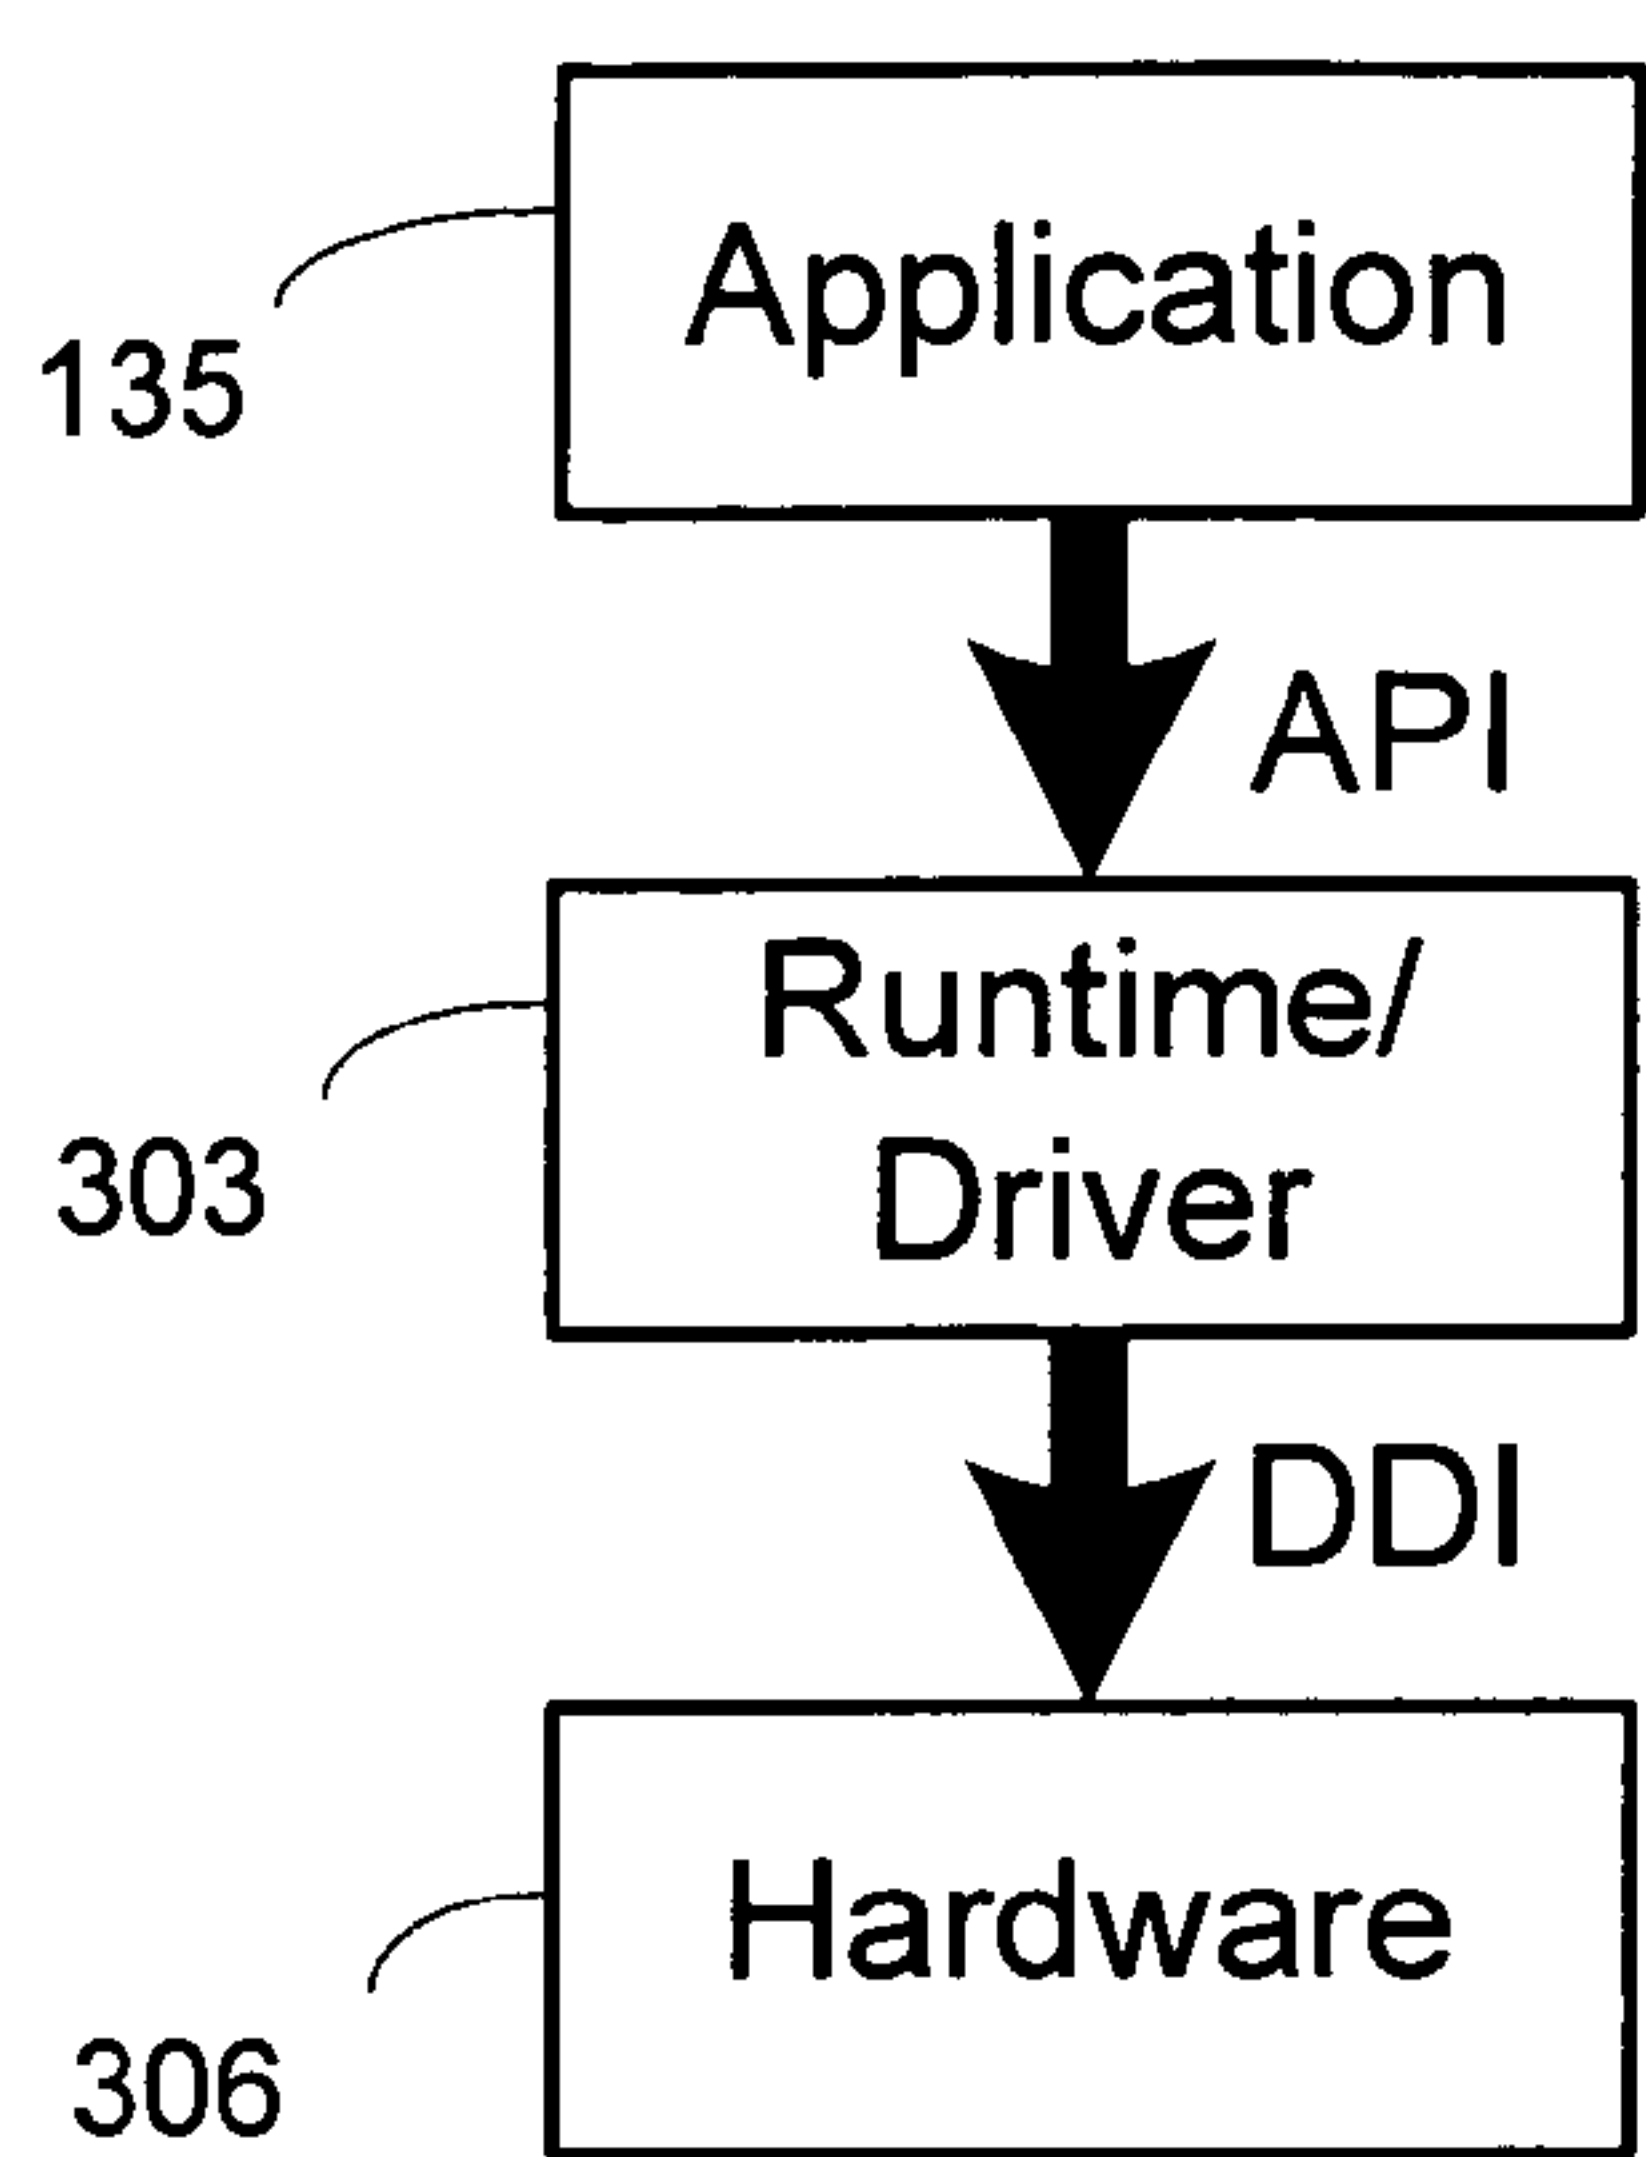 Application
135
API
Runtime/
Driver
303
DDI
Hardware
306